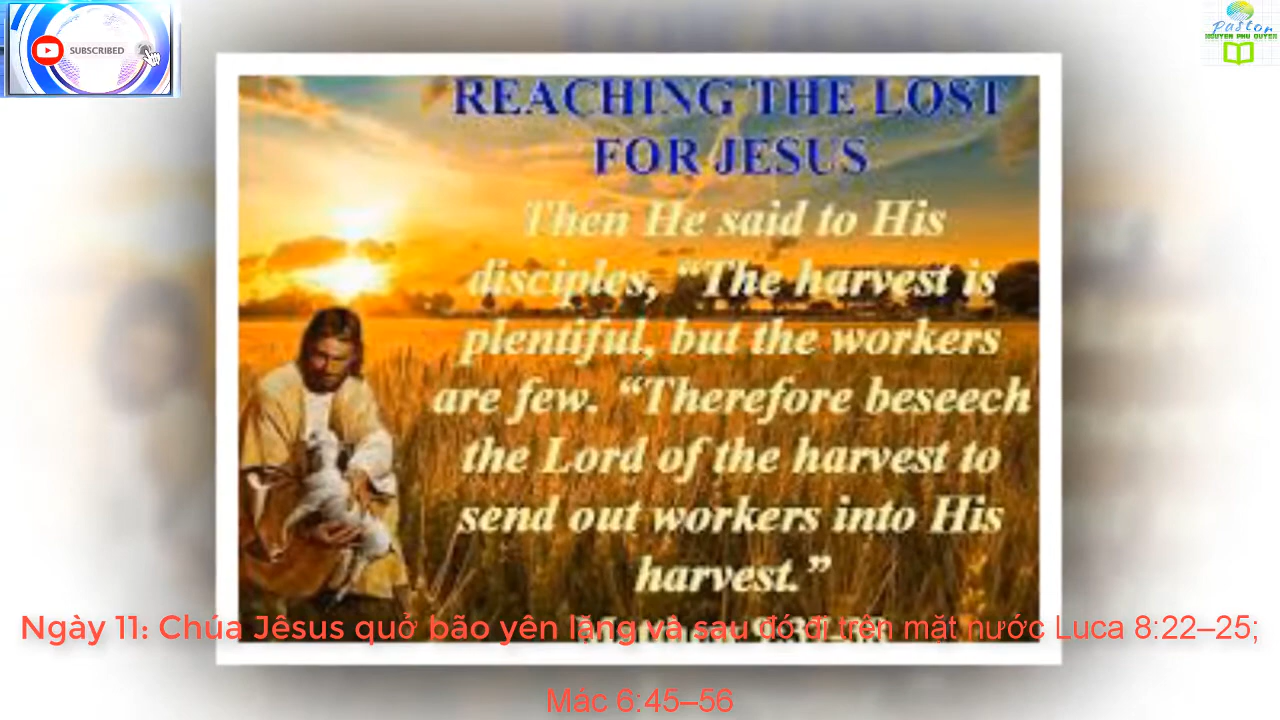 SUBSCRIBED
Pastor
NGUYEN PHU QUYEN
REACHING THE LOST
FOR JESUS
Then He said to His
disciples, “The harvest is
plentiful, but the workers
are few. “Therefore beseech
the Lord of the harvest to
send out workers into His
harvest.”
Ngày 11: Chúa Jêsus quở bão yên lặng và sau đó đi trên mặt nước Luca 8:22–25;
Mác 6:45–56